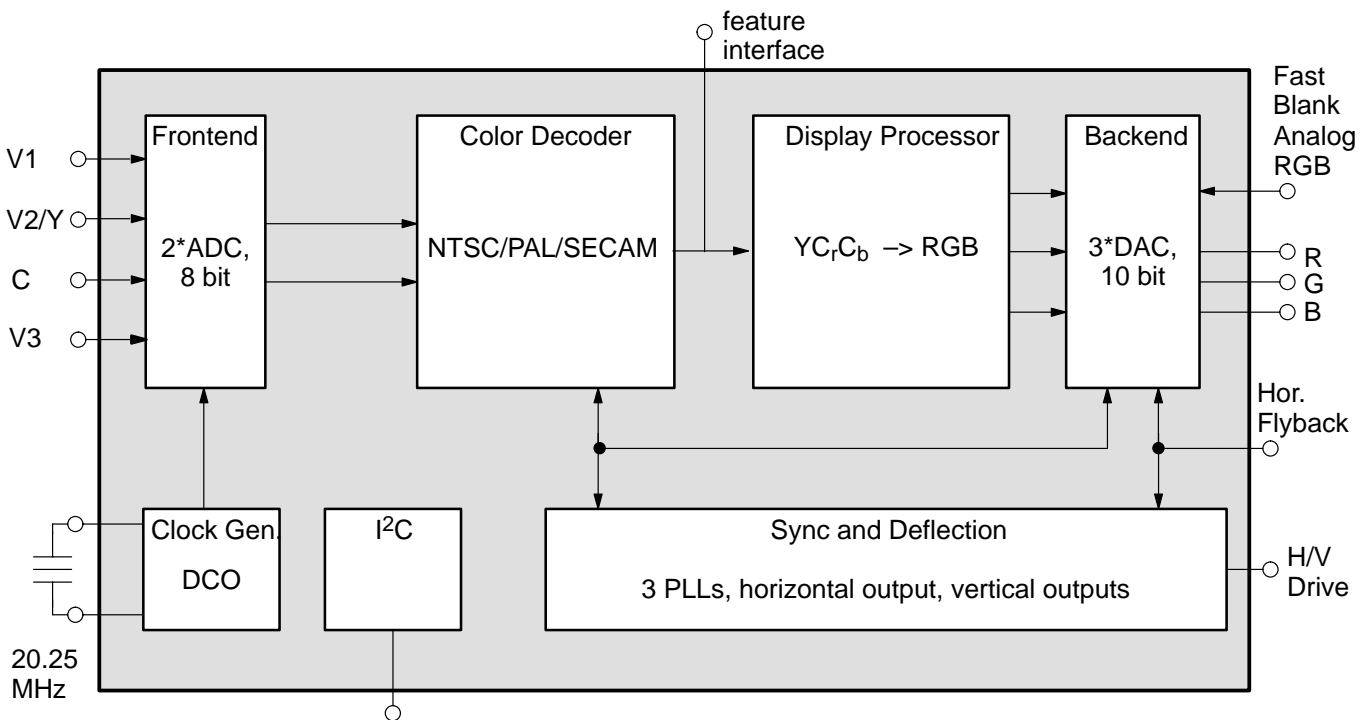 feature
interface
Fast
Blank
Analog
RGB
Frontend
Color Decoder
Display Processor
Backend
V1
V2/Y
2*ADC,
8 bit
NTSC/PAL/SECAM
YCrCb –> RGB
3*DAC,
10 bit
R
G
B
C
V3
Hor.
Flyback
Clock Gen.
DCO
I²C
Sync and Deflection
3 PLLs, horizontal output, vertical outputs
H/V
Drive
20.25
MHz